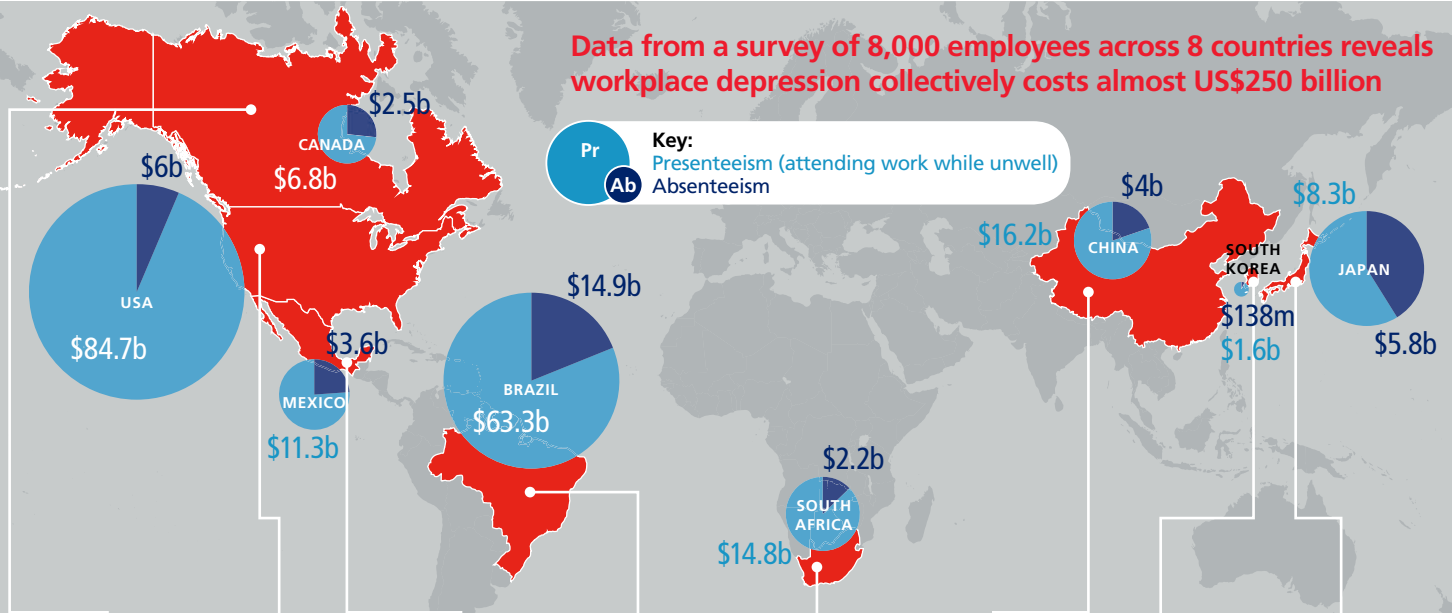 Data from a survey of 8,000 employees across 8 countries reveals
workplace depression collectively costs almost US$250 billion
Key:
Pr
Presenteeism (attending work while unwell)
Ab
Absenteeism
$2.5b
CANADA
$6.8b
$6b
USA
$84.7b
$3.6b
MEXICO
$11.3b
$14.9b
BRAZIL
$63.3b
$2.2b
SOUTH
AFRICA
$14.8b
$4b
$16.2b
CHINA
SOUTH
KOREA
$138m
$1.6b
$8.3b
JAPAN
$5.8b